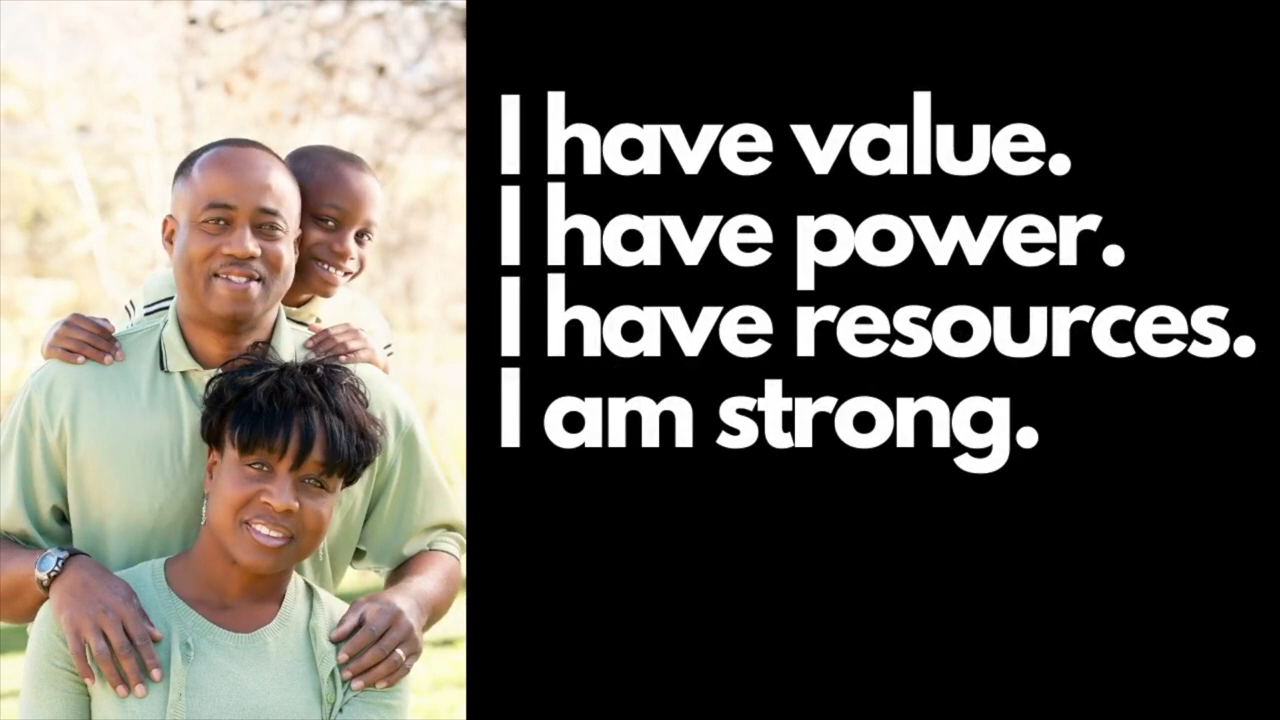 I have value.
I have power.
I have resources.
I am strong.